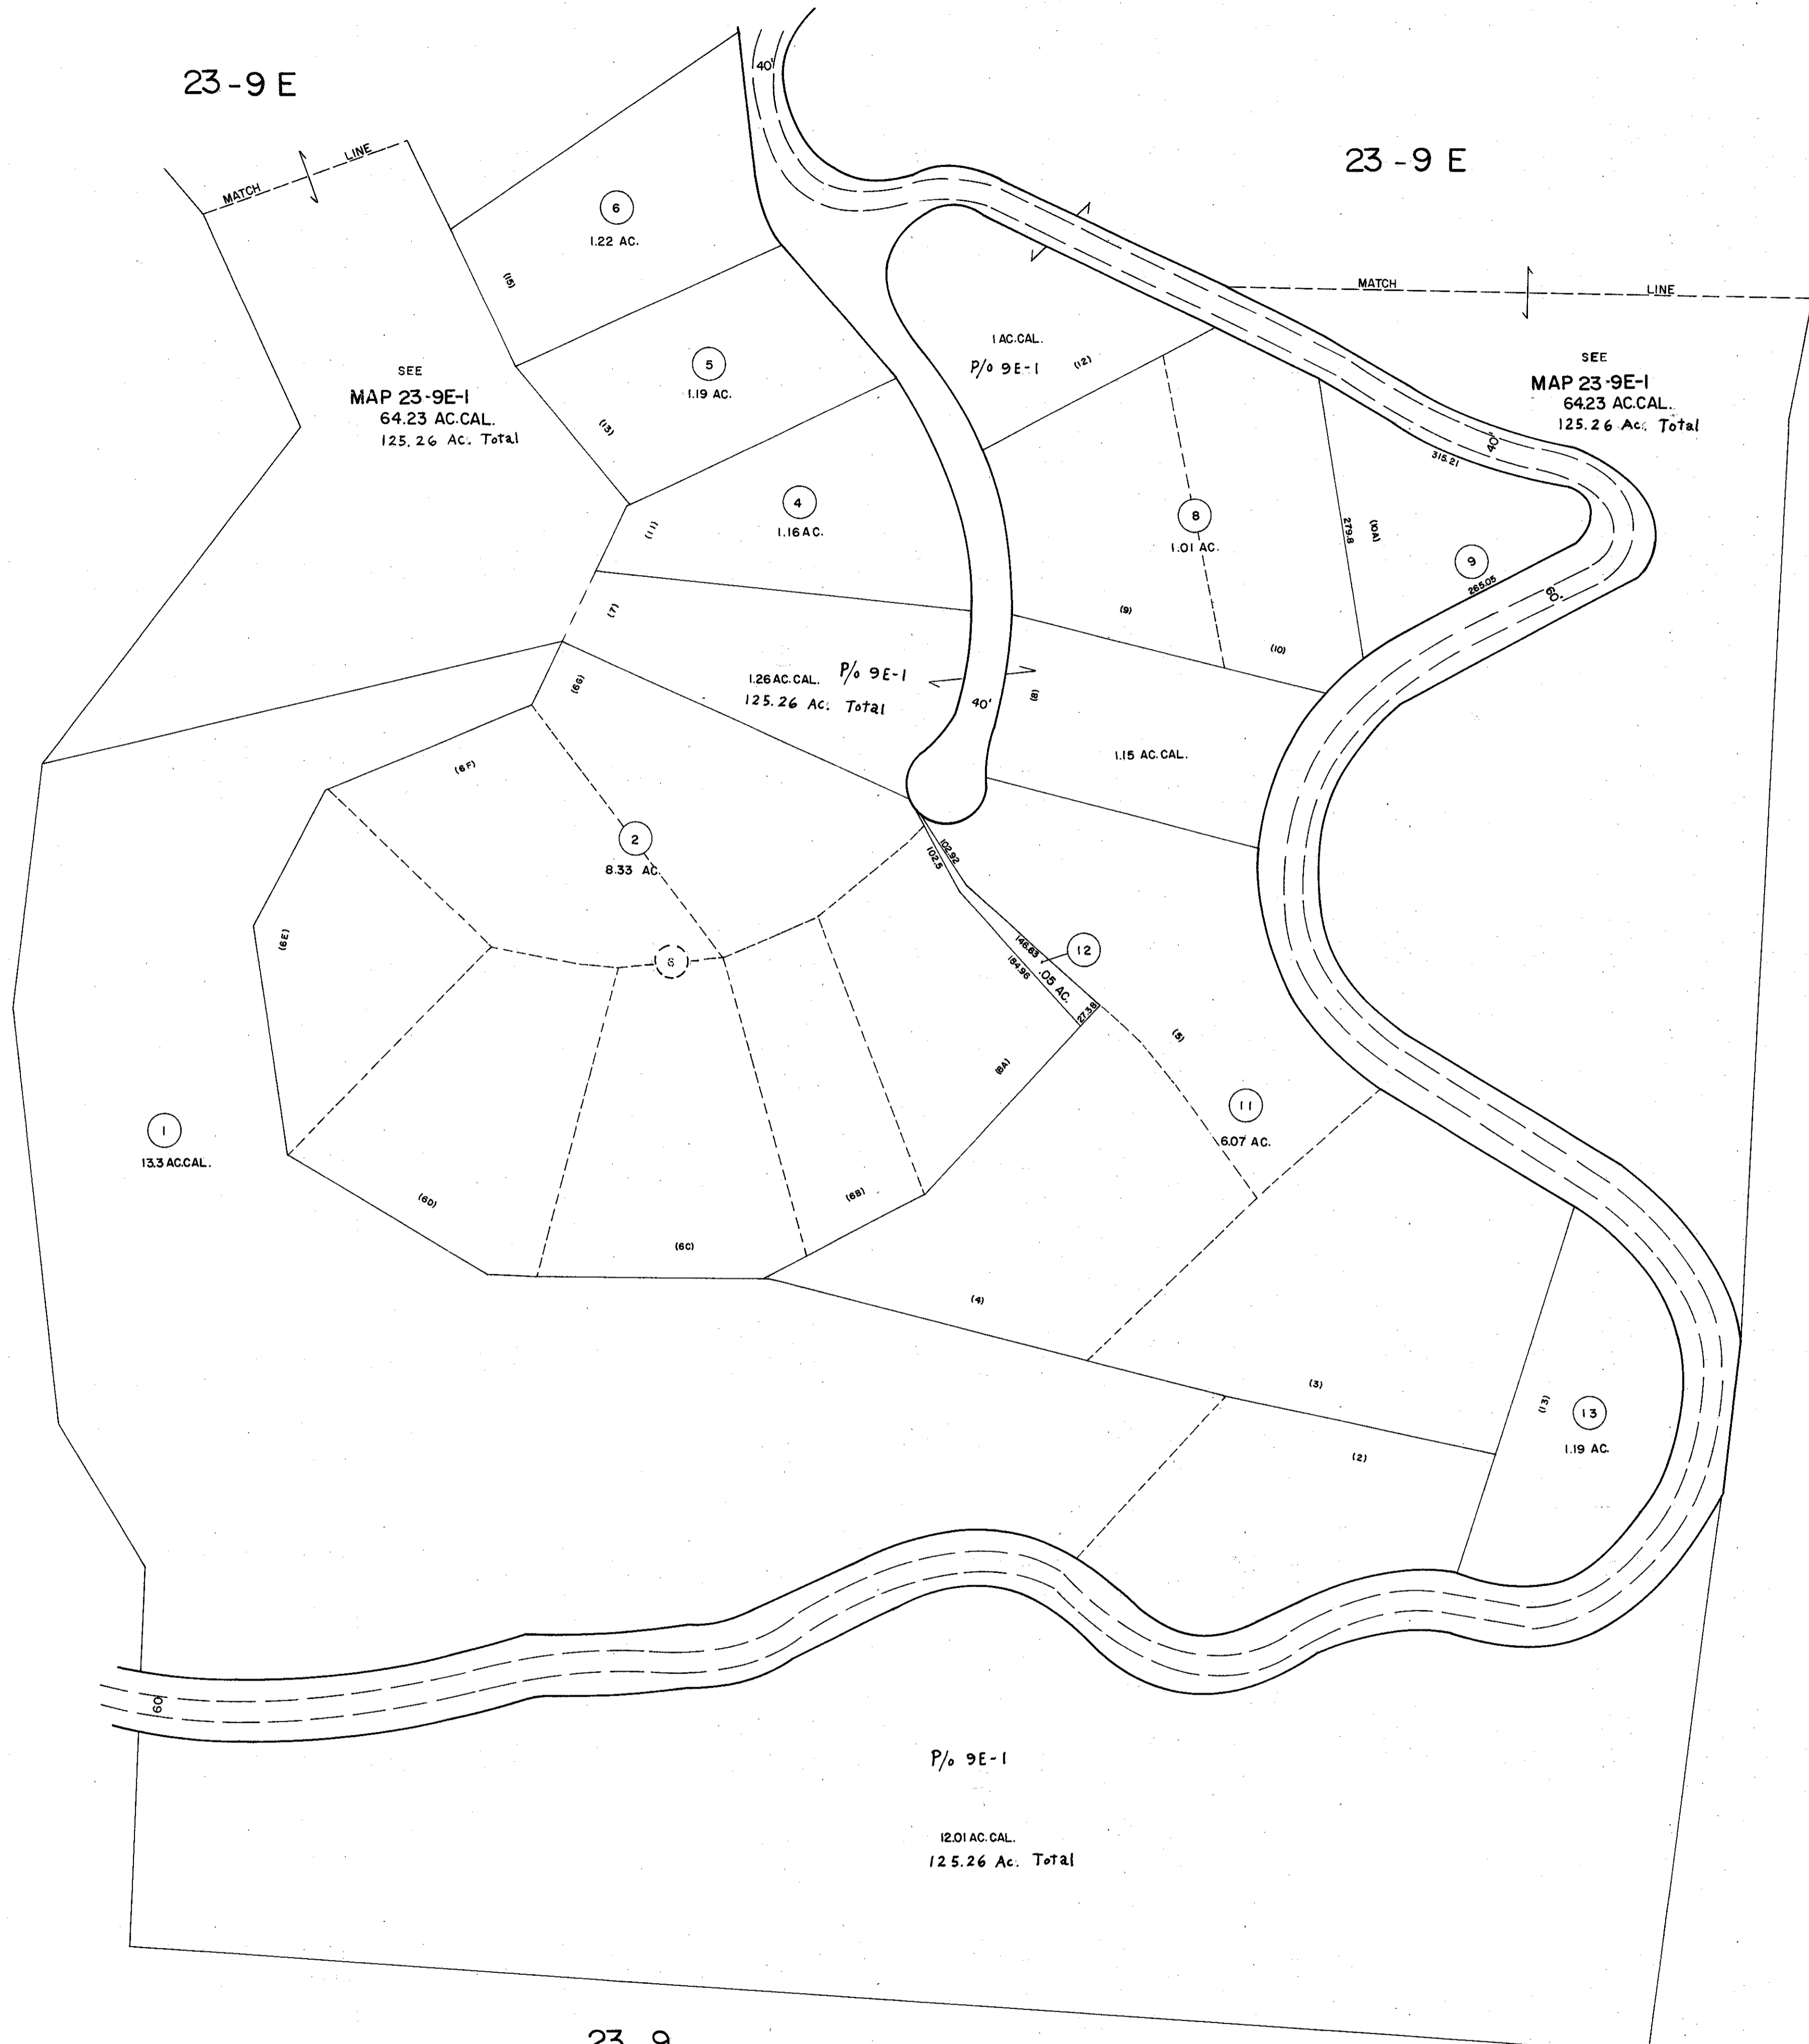 40'
23-9 E
23-9 E
MATCH LINE
6
1.22 AC.
(15)
MATCH LINE
1 AC.CAL.
P/o 9E-1
(12)
SEE
MAP 23-9E-1
64.23 AC.CAL.
125.26 Ac. Total
SEE
MAP 23-9E-1
64.23 AC.CAL.
125.26 Ac. Total
5
1.19 AC.
(13)
40'
315.21
4
1.16 AC.
(11)
8
1.01 AC.
279.8
(10A)
9
265.05
60'
(7)
(9)
(10)
1.26 AC.CAL. P/o 9E-1
125.26 Ac. Total
(6G)
40'
(8)
1.15 AC.CAL.
(6F)
2
8.33 AC.
102.92
102.5
(6E)
6
12
146.63
184.96
.05 AC.
27.38
(5)
(6A)
11
6.07 AC.
1
13.3 AC.CAL.
(6D)
(6B)
(6C)
(4)
(3)
(13)
13
1.19 AC.
(2)
60'
P/o 9E-1
12.01 AC.CAL.
125.26 Ac. Total
23 9